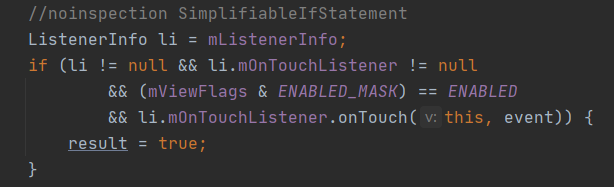 //noinspection SimplifiableIfStatement
ListenerInfo li = mListenerInfo;
if (li != null && li.mOnTouchListener != null
&& (mViewFlags & ENABLED_MASK) == ENABLED
&& li.mOnTouchListener.onTouch( v: this, event)) {
result = true;
}